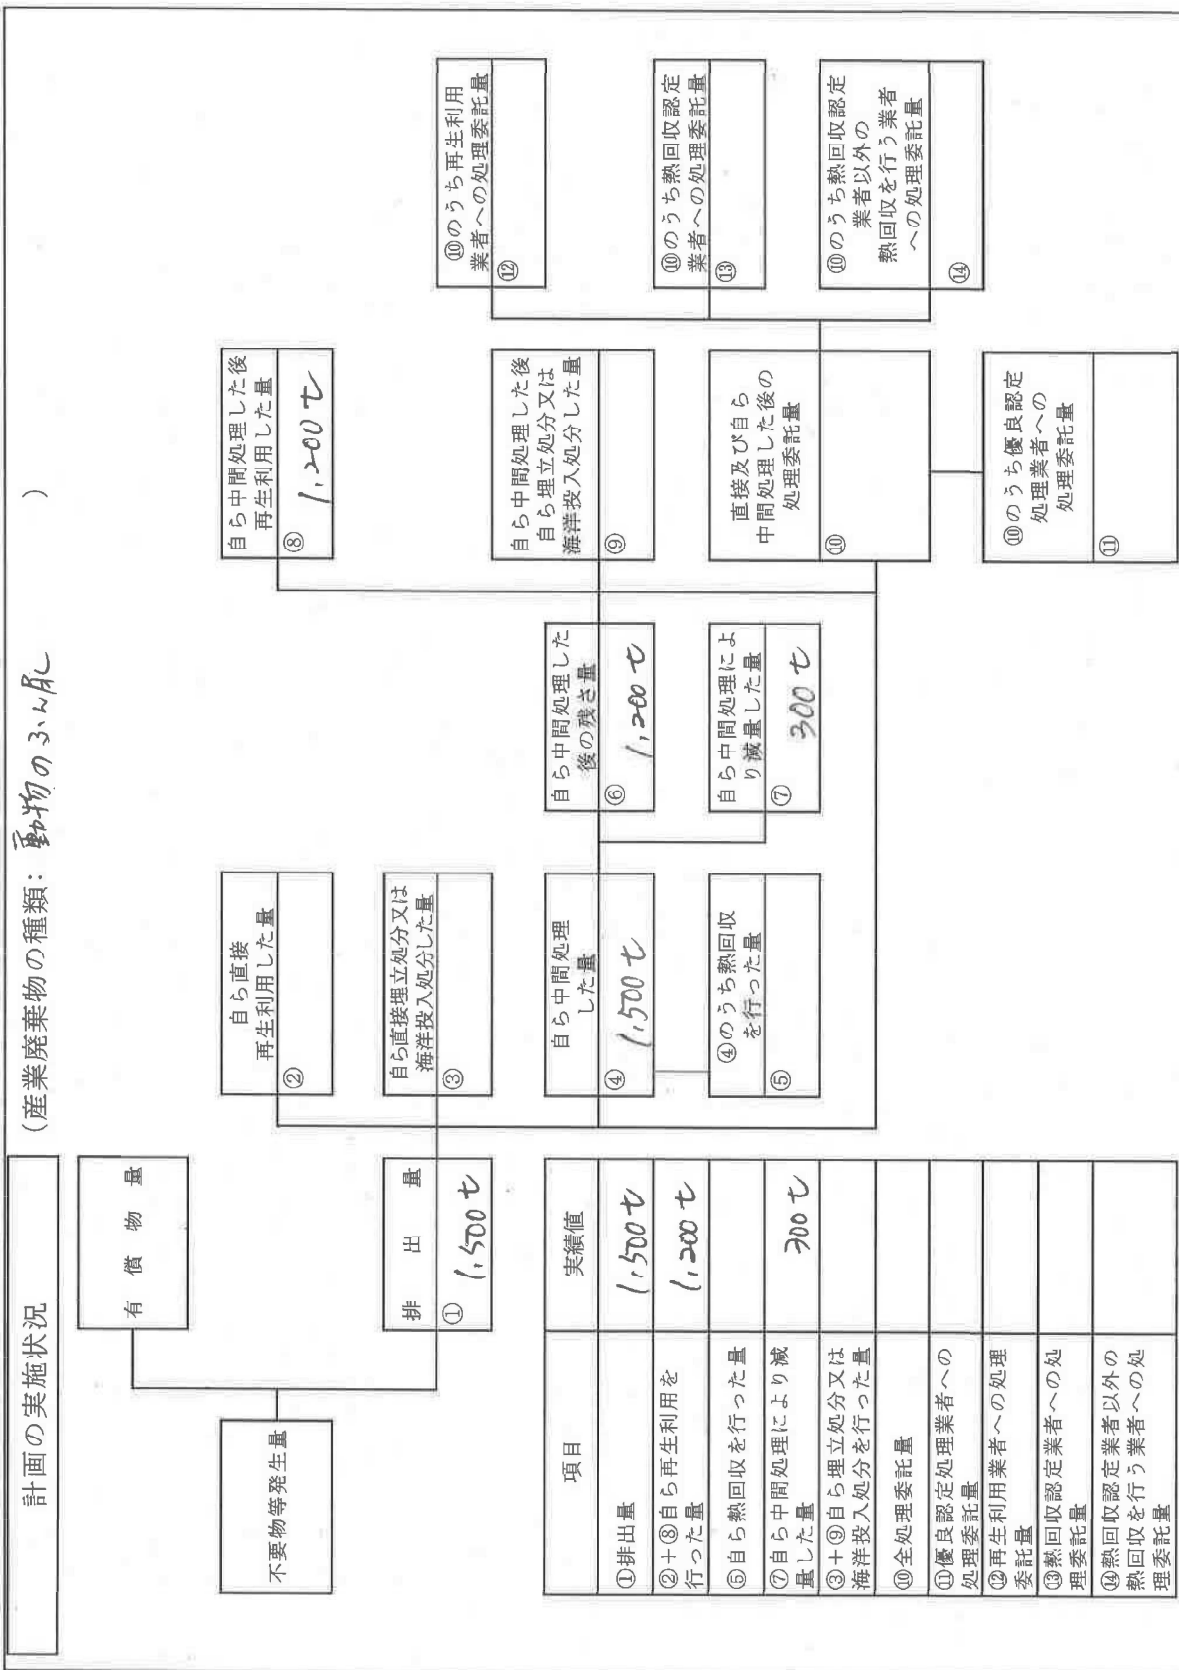 計画の実施状況
(産業廃棄物の種類：動物のふん尿)
不要物等発生量
有償物量
排出量
① 1,500 t
自ら直接
再生利用した量
②
自ら直接埋立処分又は
海洋投入処分した量
③
自ら中間処理
した量
④ 1,500 t
④のうち熱回収
を行った量
⑤
自ら中間処理した
後の残さ量
⑥ 1,200 t
自ら中間処理によ
り減量した量
⑦ 300 t
自ら中間処理した後
再生利用した量
⑧ 1,200 t
自ら中間処理した後
自ら埋立処分又は
海洋投入処分した量
⑨
直接及び自ら
中間処理した後の
処理委託量
⑩
⑩のうち優良認定
処理業者への
処理委託量
⑪
⑩のうち再生利用
業者への処理委託量
⑫
⑩のうち熱回収認定
業者への処理委託量
⑬
⑩のうち熱回収認定
業者以外の
熱回収を行う業者
への処理委託量
⑭
項目 実績値
①排出量 1,500 t
②＋⑧自ら再生利用を
行った量 1,200 t
⑤自ら熱回収を行った量
⑦自ら中間処理により減
量した量 300 t
③＋⑨自ら埋立処分又は
海洋投入処分を行った量
⑩全処理委託量
⑪優良認定処理業者への
処理委託量
⑫再生利用業者への処理
委託量
⑬熱回収認定業者への処
理委託量
⑭熱回収認定業者以外の
熱回収を行う業者への処
理委託量